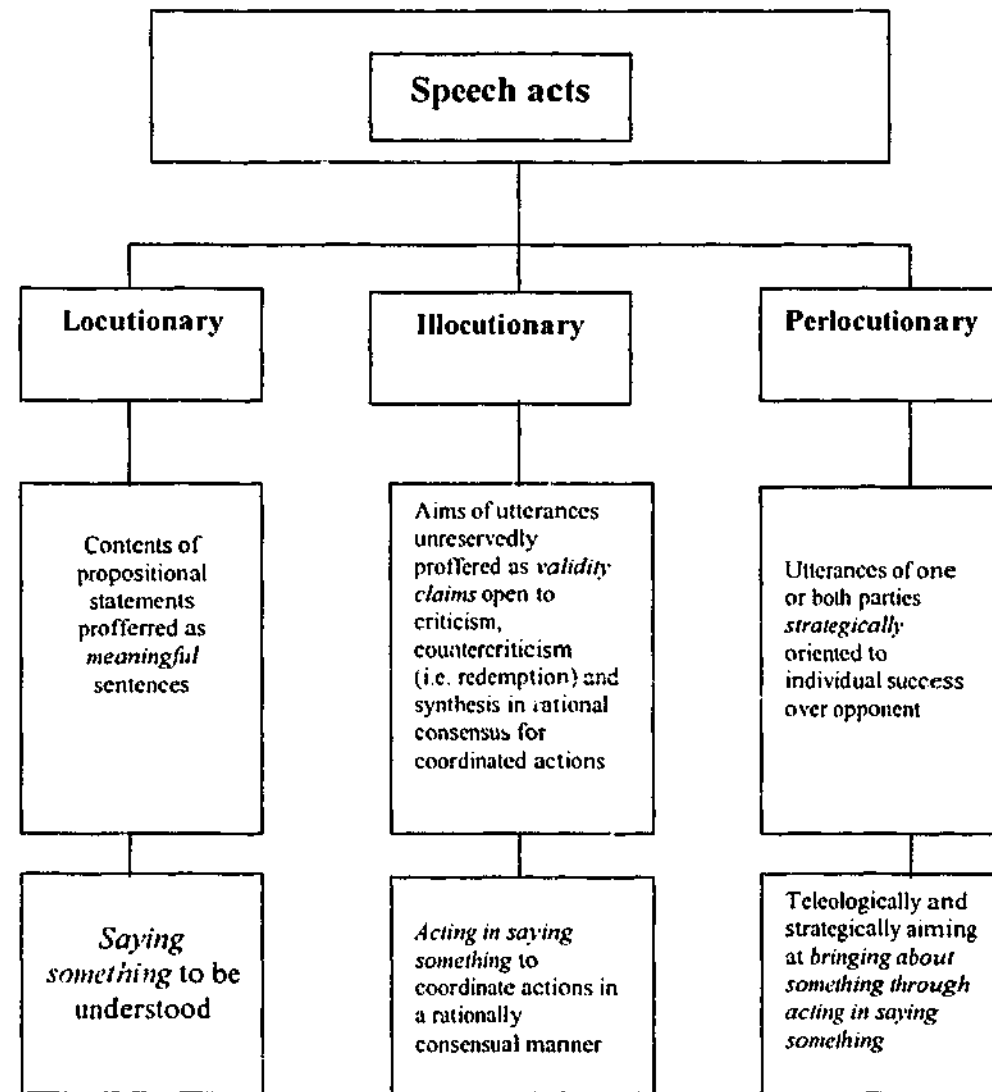 Speech acts
Locutionary
Illocutionary
Perlocutionary
Contents of
propositional
statements
profferred as
meaningful
sentences
Aims of utterances
unreservedly
proffered as validity
claims open to
criticism,
countercriticism
(i.e. redemption) and
synthesis in rational
consensus for
coordinated actions
Utterances of one
or both parties
strategically
oriented to
individual success
over opponent
Saying
something to be
understood
Acting in saying
something to
coordinate actions in
a rationally
consensual manner
Teleologically and
strategically aiming
at bringing about
something through
acting in saying
something